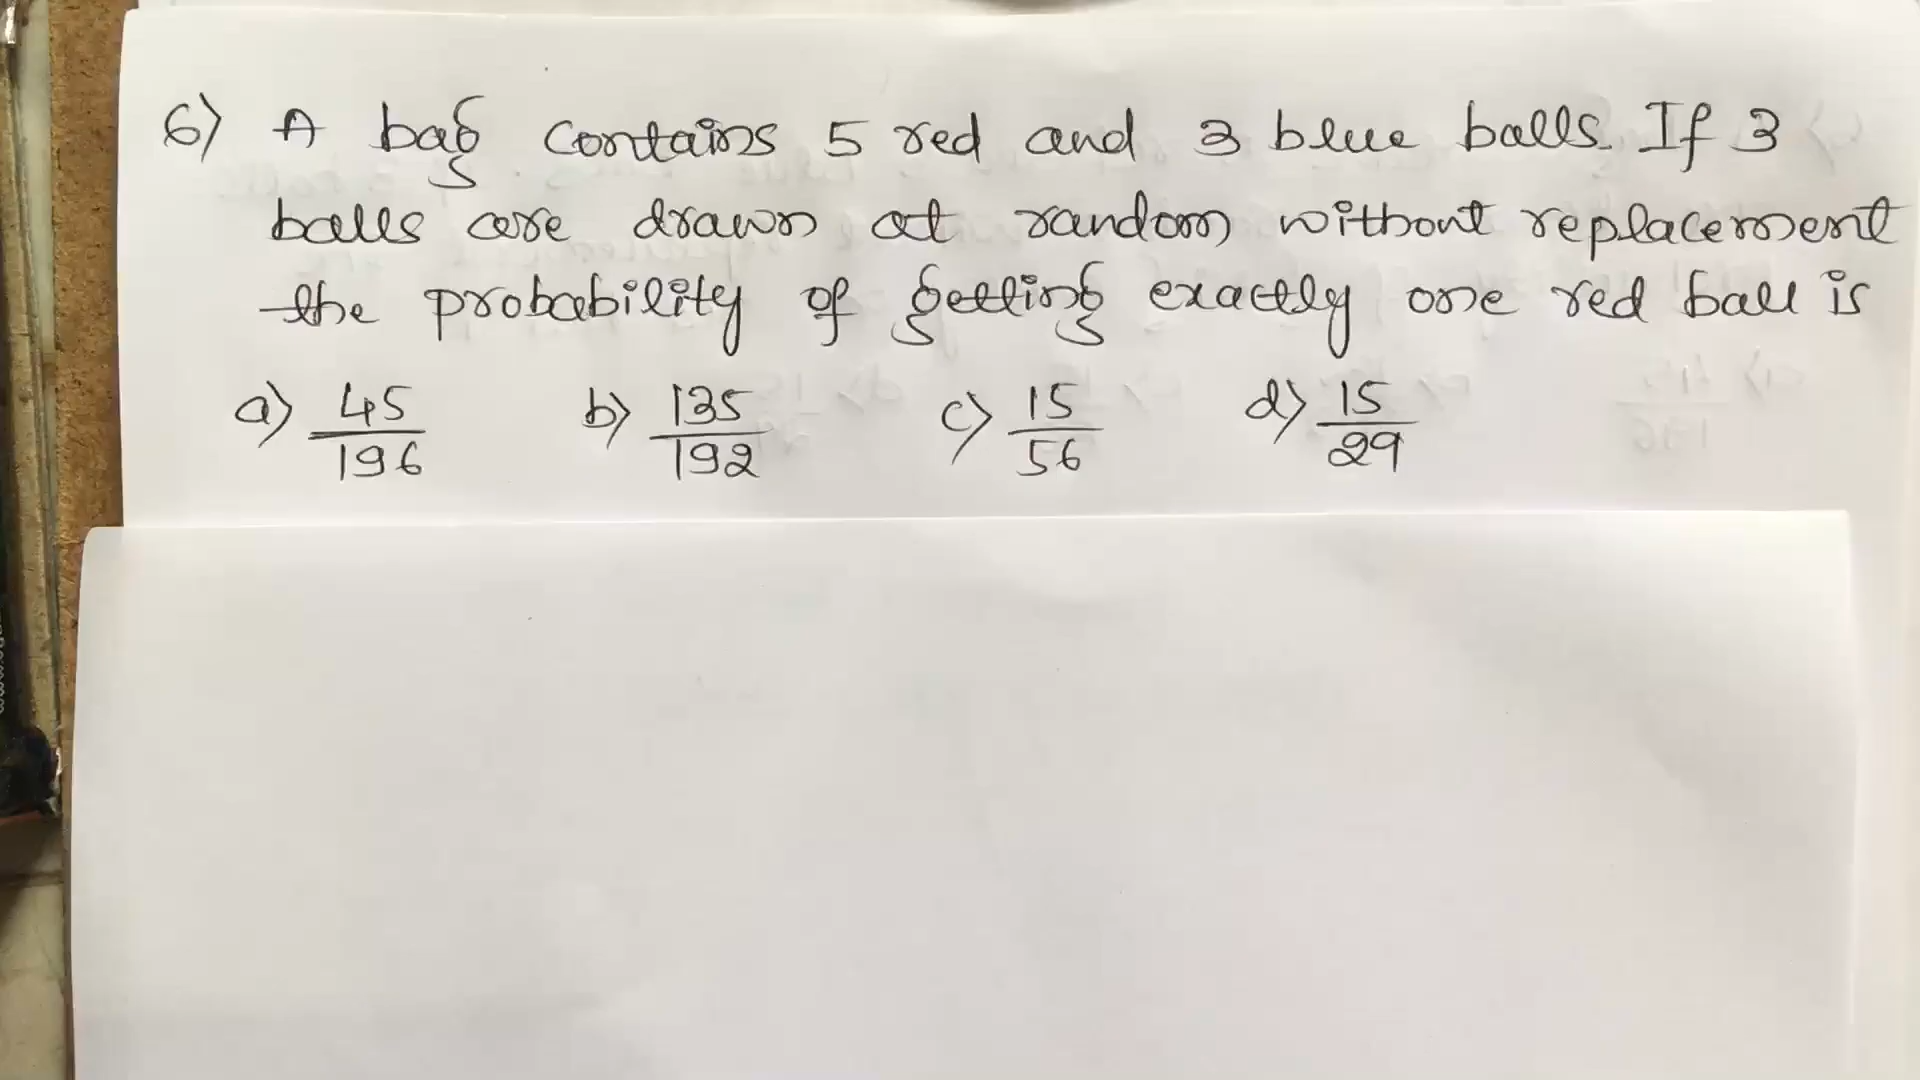 6) A bag contains 5 red and 3 blue balls. If 3
balls are drawn at random without replacement
the probability of getting exactly one red ball is
a) 45/196 b) 135/192 c) 15/56 d) 15/29